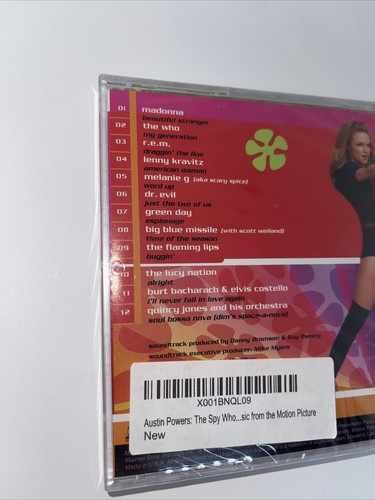 01 madonna
beautiful stranger
02 the who
my generation
03 r.e.m.
draggin' the line
04 lenny kravitz
american woman
05 melanie g (aka scary spice)
word up
06 dr. evil
just the two of us
07 green day
espionage
08 big blue missile (with scott weiland)
time of the season
09 the flaming lips
buggin'
10 the lucy nation
alright
11 burt bacharach & elvis costello
i'll never fall in love again
12 quincy jones and his orchestra
soul bossa nova (dim's space-a-nova)
soundtrack produced by Danny Bramson & 
soundtrack executive producer: Mike Myers
X001BNQL09
Austin Powers: The Spy Who...sic from the Motion Picture
New
Warner Bros
Made in U.S.A.